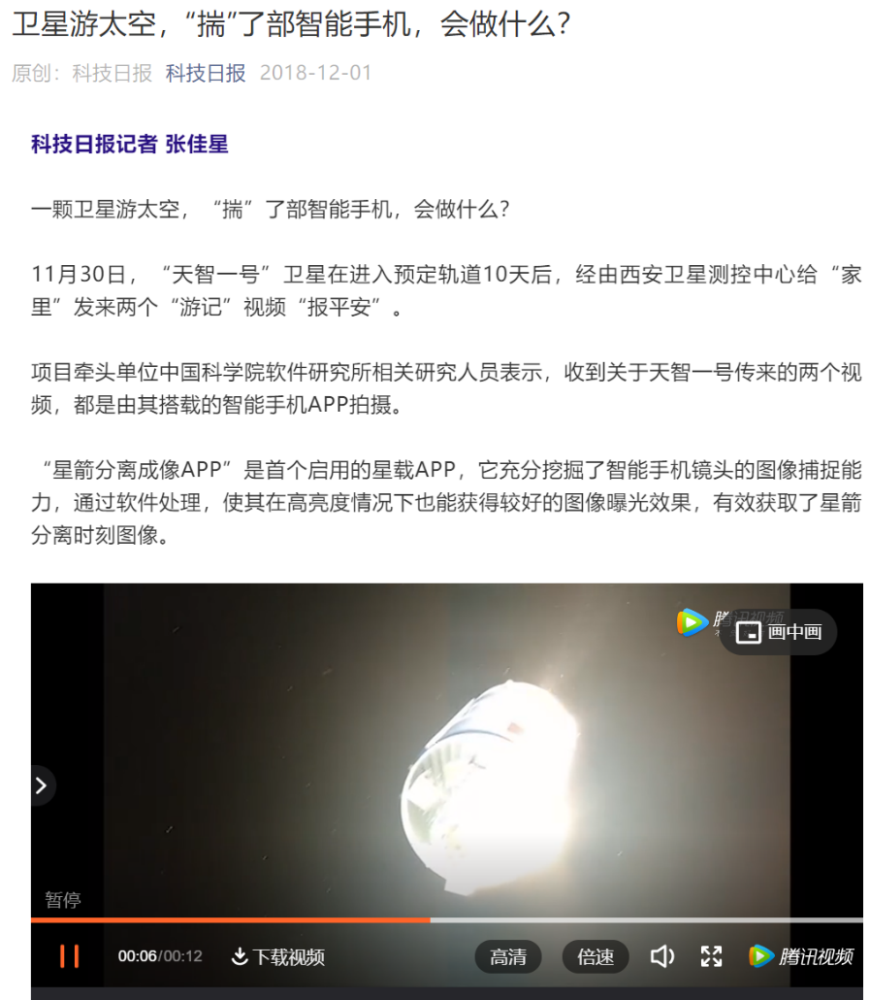 卫星游太空，“揣”了部智能手机，会做什么？
原创：科技日报 科技日报 2018-12-01
科技日报记者 张佳星
一颗卫星游太空，“揣”了部智能手机，会做什么？
11月30日，“天智一号”卫星在进入预定轨道10天后，经由西安卫星测控中心给“家
里”发来两个“游记”视频“报平安”。
项目牵头单位中国科学院软件研究所相关研究人员表示，收到关于天智一号传来的两个视
频，都是由其搭载的智能手机APP拍摄。
“星箭分离成像APP”是首个启用的星载APP，它充分挖掘了智能手机镜头的图像捕捉能
力，通过软件处理，使其在高亮度情况下也能获得较好的图像曝光效果，有效获取了星箭
分离时刻图像。
腾讯视频
画中画
暂停
00:06/00:12 下载视频 高清 倍速 腾讯视频